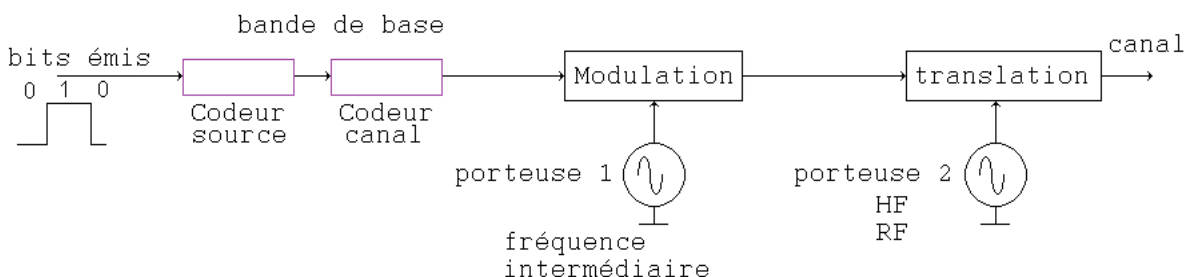 bande de base
bits émis
0 1 0
Codeur
source
Codeur
canal
Modulation
porteuse 1
fréquence
intermédiaire
translation
canal
porteuse 2
HF
RF